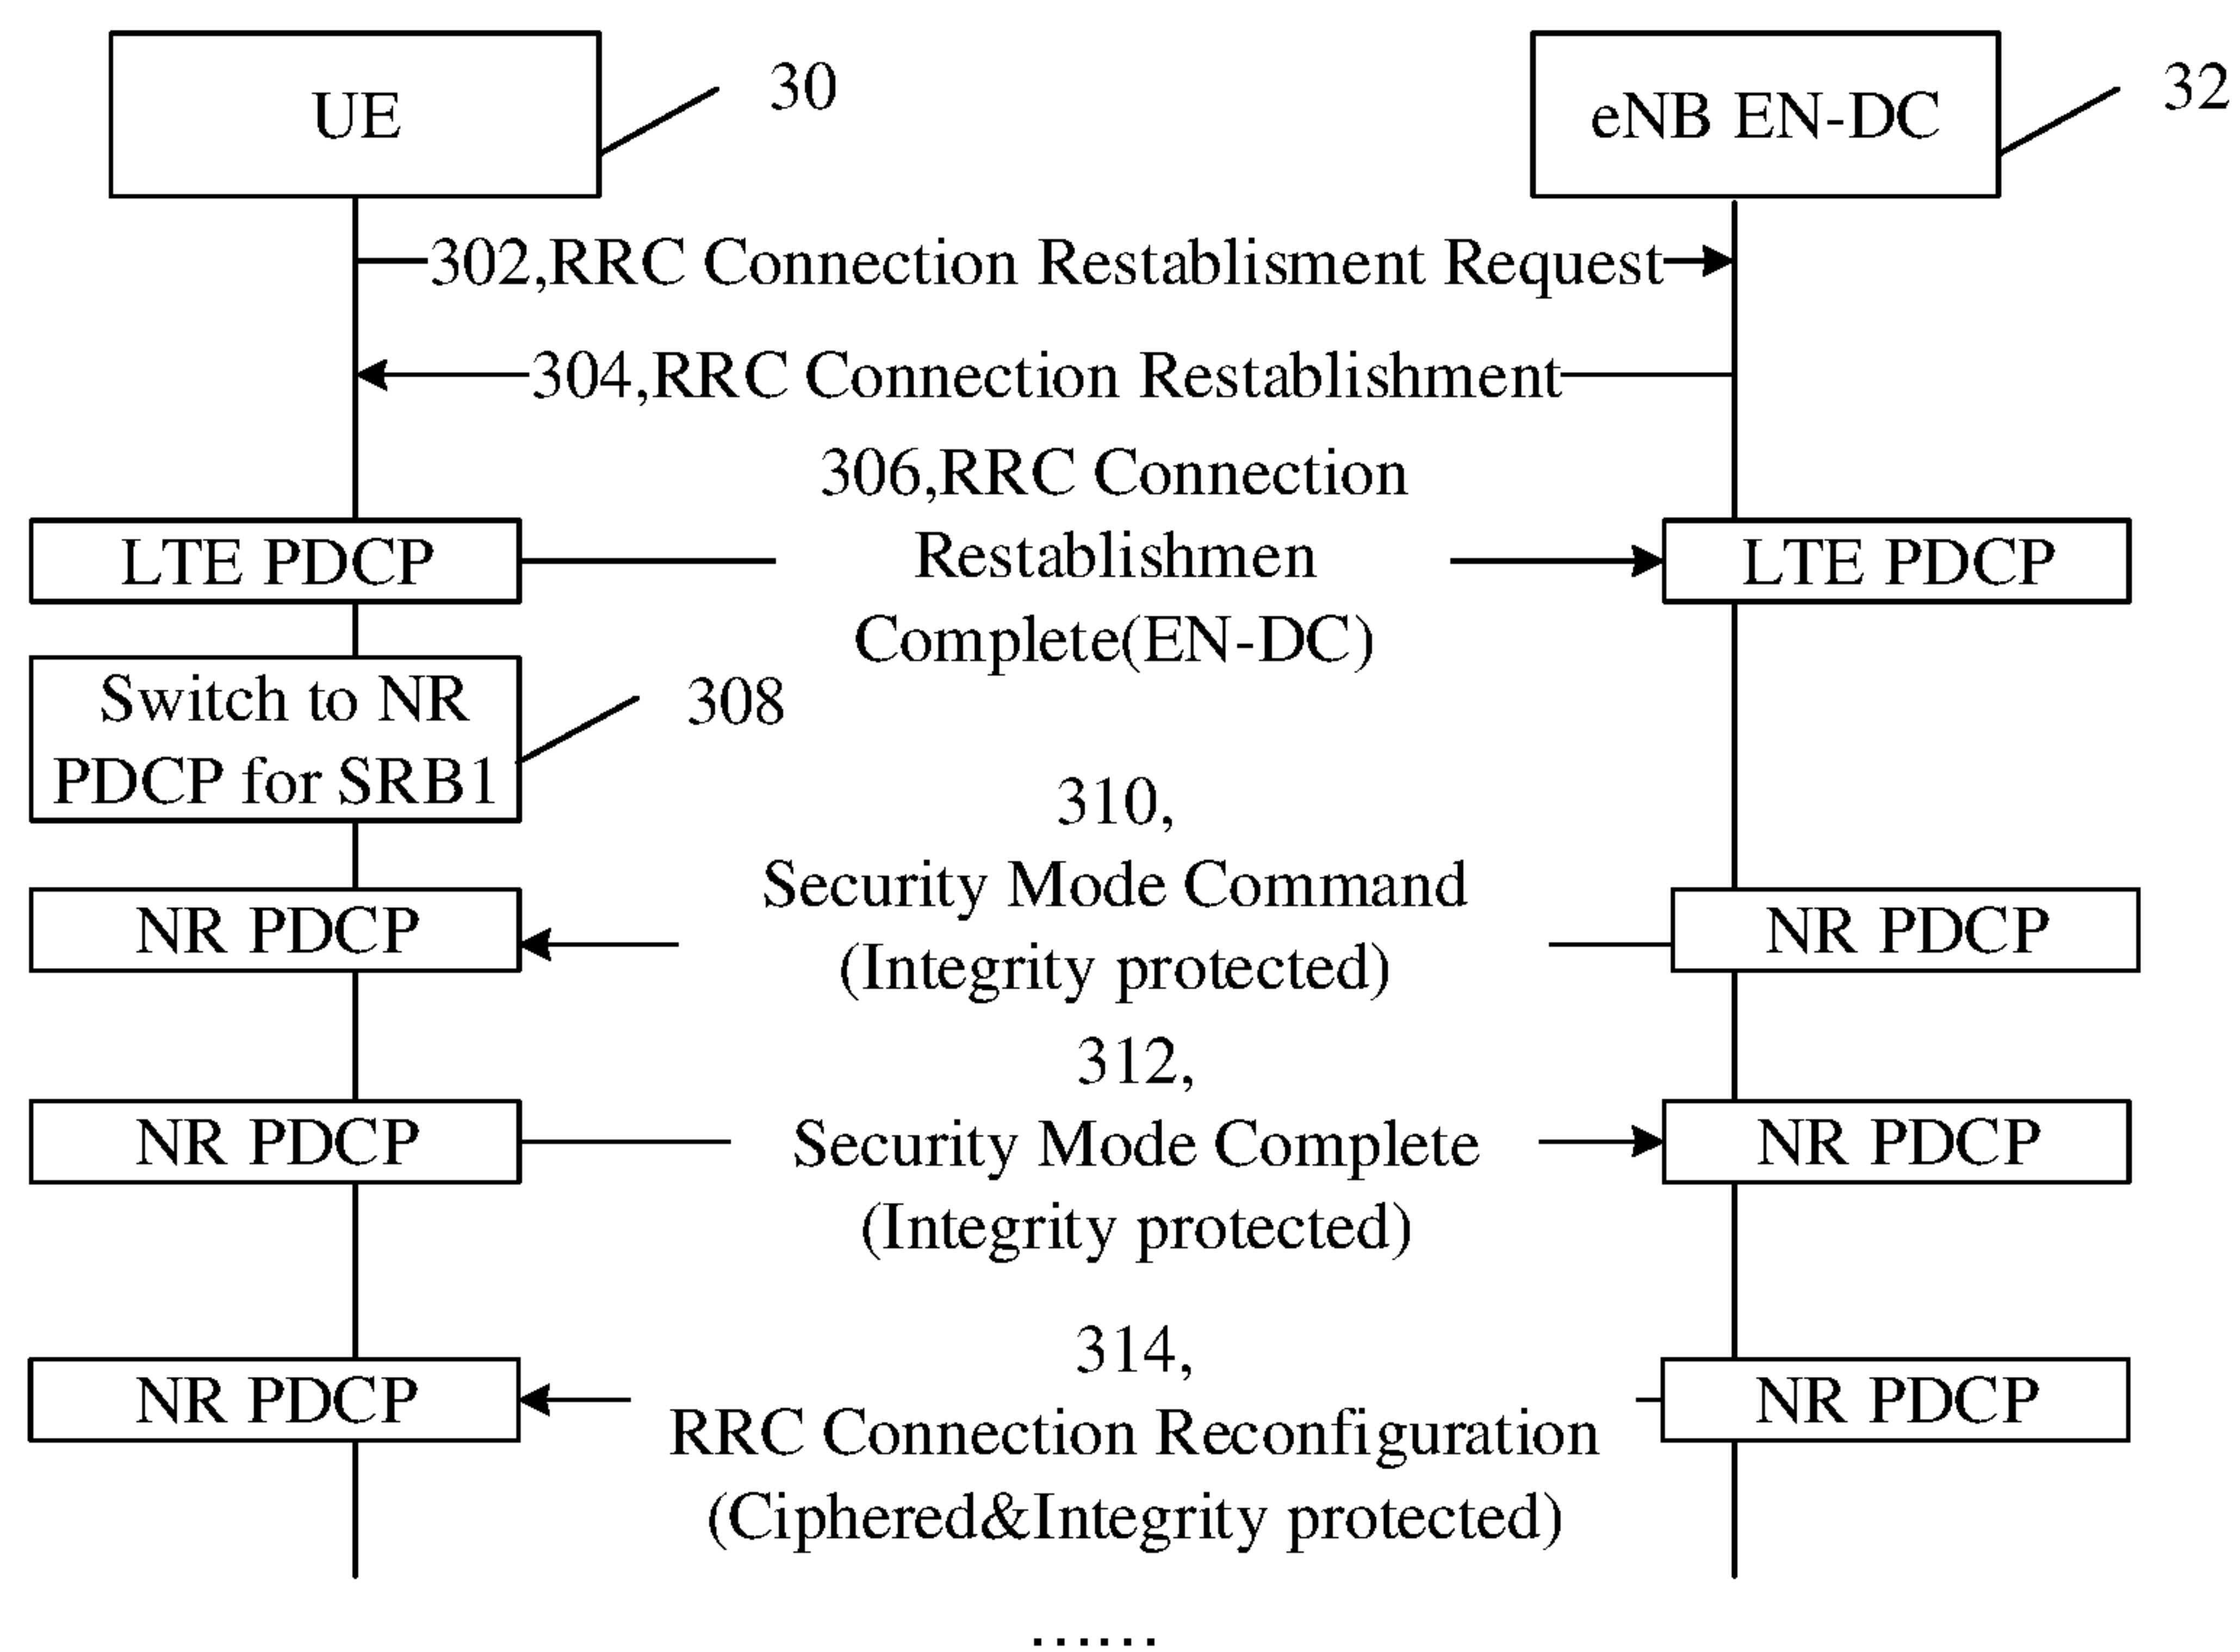 UE
30
eNB EN-DC
32
302,RRC Connection Restablisment Request
304,RRC Connection Restablishment
306,RRC Connection
Restablishmen
Complete(EN-DC)
LTE PDCP
LTE PDCP
Switch to NR
PDCP for SRB1
308
310,
Security Mode Command
(Integrity protected)
NR PDCP
NR PDCP
312,
Security Mode Complete
(Integrity protected)
NR PDCP
NR PDCP
314,
RRC Connection Reconfiguration
(Ciphered&Integrity protected)
NR PDCP
NR PDCP
......